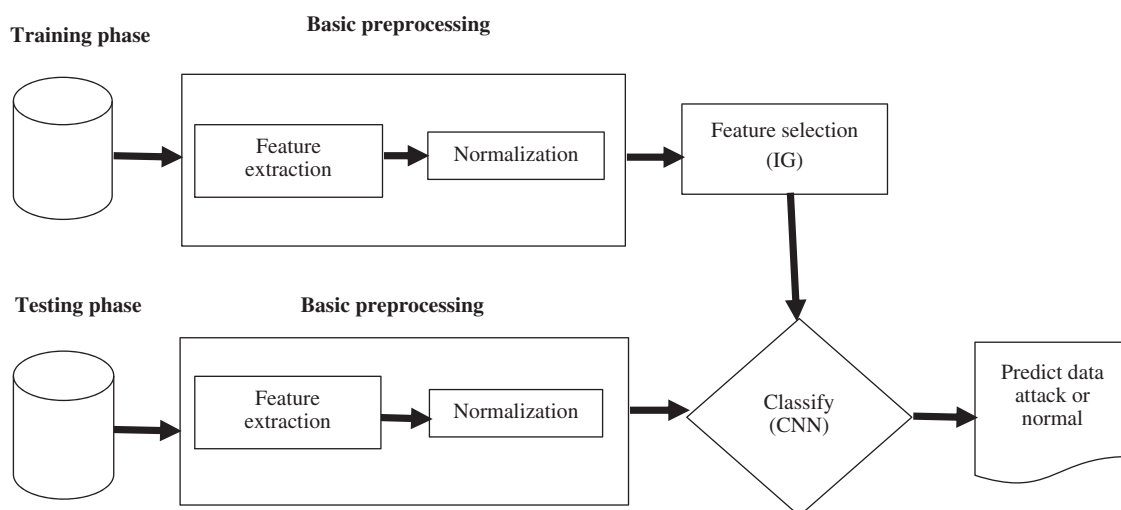 Training phase
Basic preprocessing
Feature
extraction
Normalization
Feature selection
(IG)
Testing phase
Basic preprocessing
Feature
extraction
Normalization
Classify
(CNN)
Predict data
attack or
normal